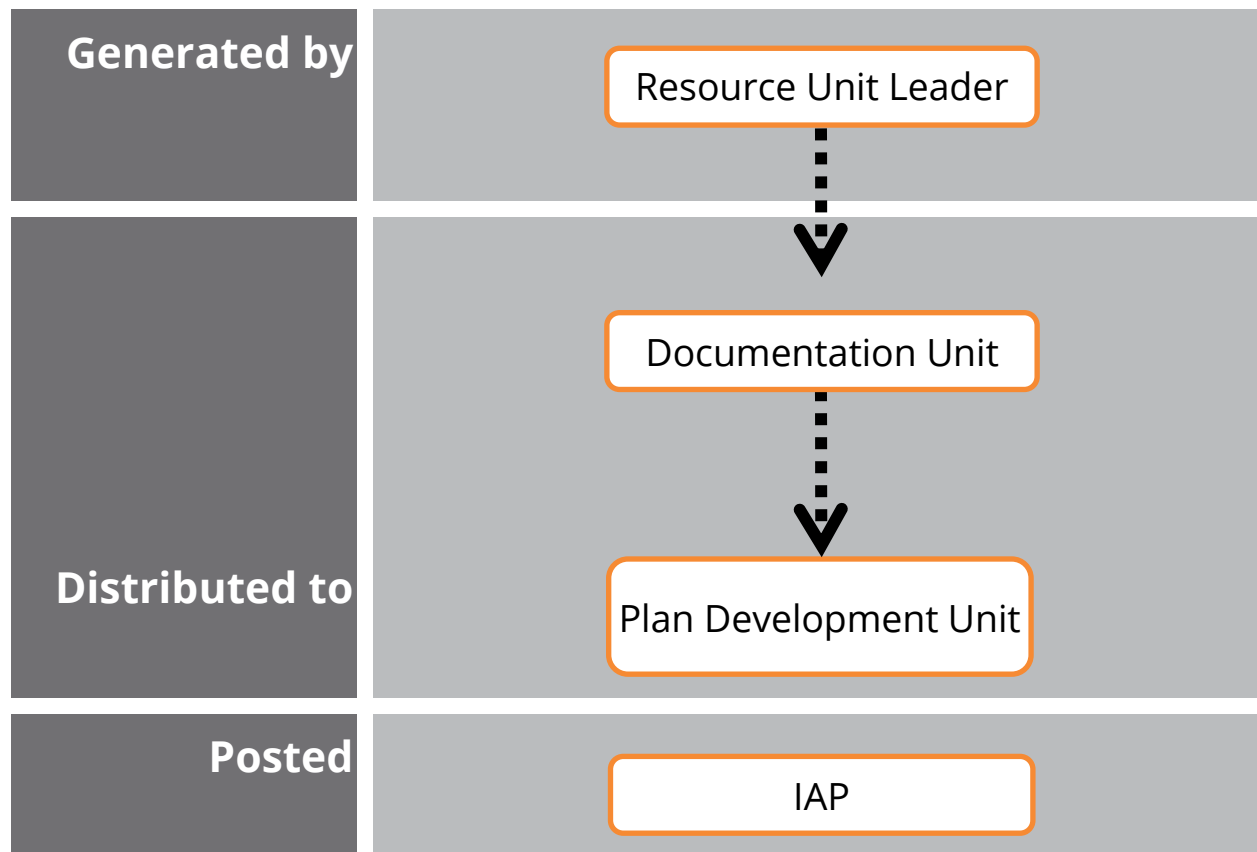 Generated by
Resource Unit Leader
Documentation Unit
Distributed to
Plan Development Unit
Posted
IAP